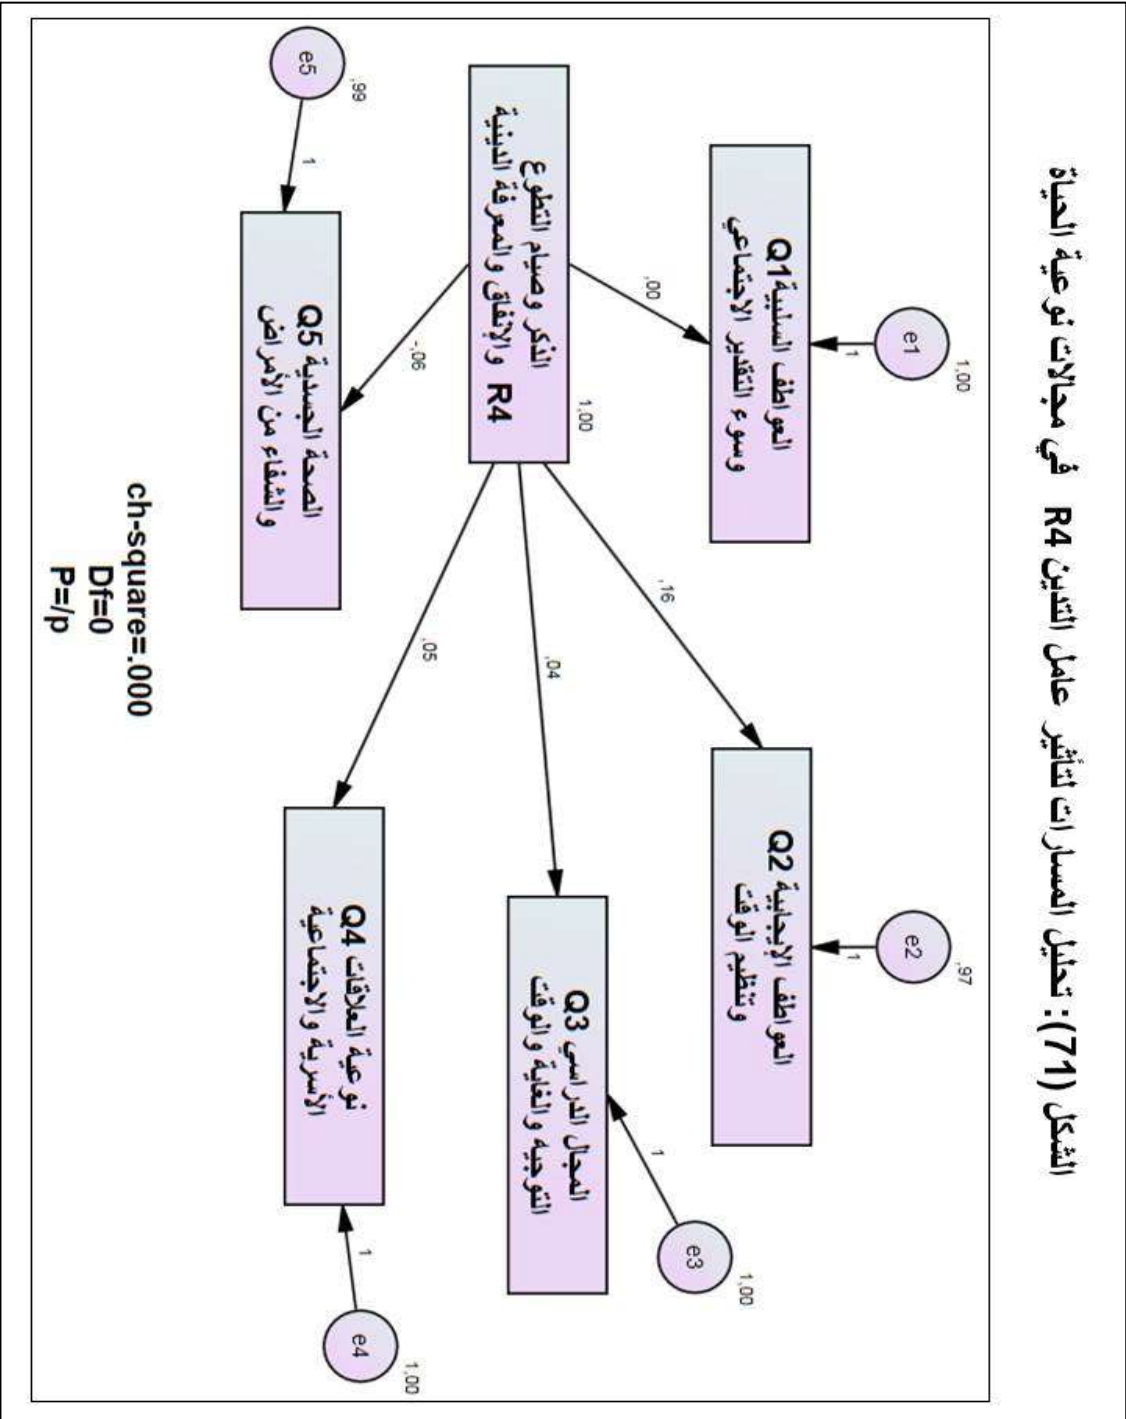 الشكل (71): تحليل المسارات لتأثير عامل التدين R4 في مجالات نوعية الحياة
1,00
e1
1
العواطف السلبية Q1
وسوء التقدير الاجتماعي
,97
e2
1
العواطف الإيجابية Q2
وتنظيم الوقت
,00
,16
1,00
الذكر وصيام التطوع
والإنفاق والمعرفة الدينية R4
1,00
e3
1
المجال الدراسي Q3
التوجيه والغاية والوقت
,04
-,06
,05
,99
e5
1
الصحة الجسدية Q5
والشفاء من الأمراض
نوعية العلاقات Q4
الأسرية والاجتماعية
1
1,00
e4
ch-square=.000
Df=0
P=/p